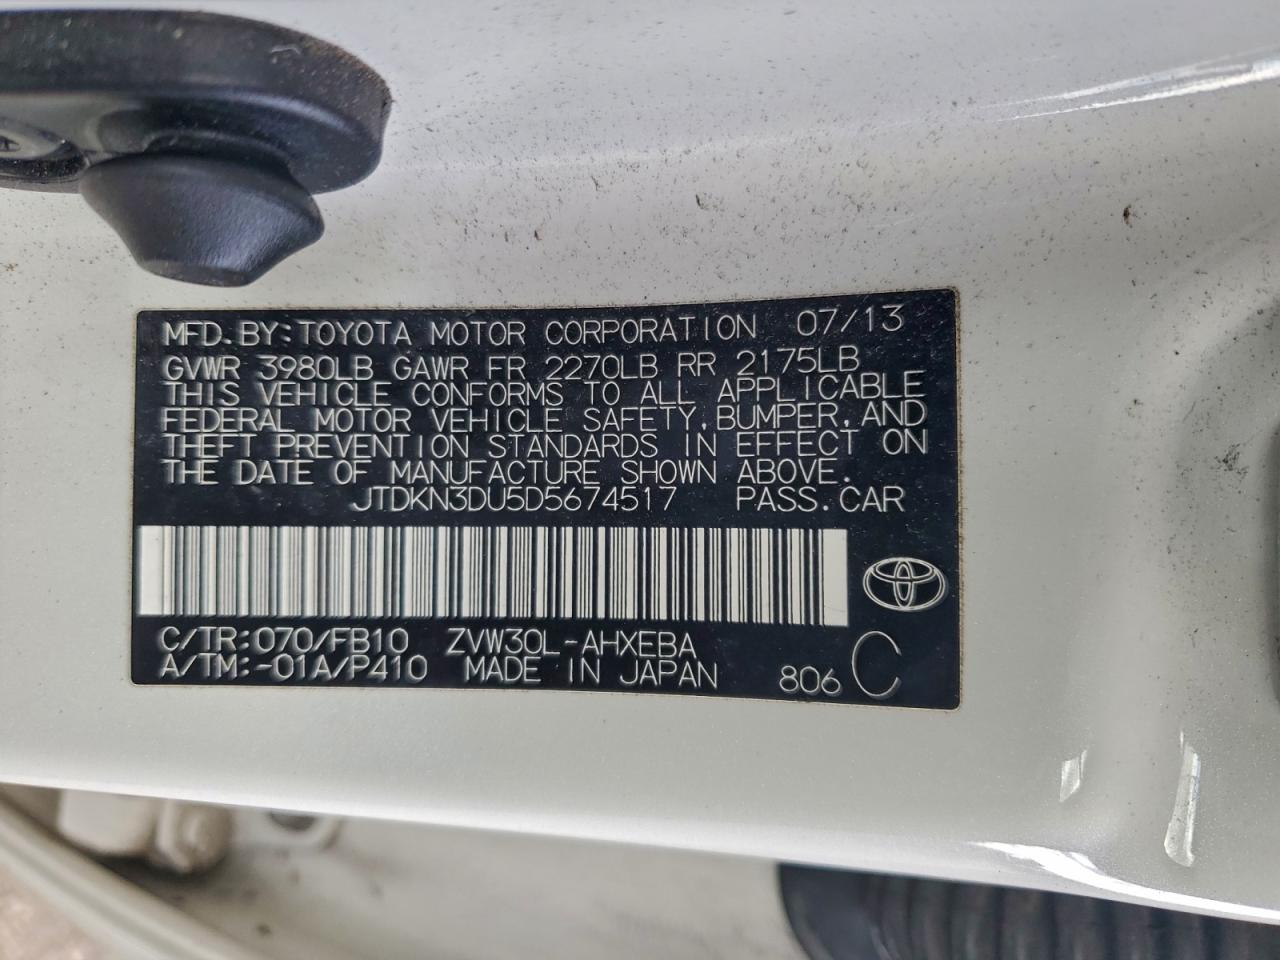 MFD. BY: TOYOTA MOTOR CORPORATION 07/13
GVWR 3980LB GAWR FR 2270LB RR 2175LB
THIS VEHICLE CONFORMS TO ALL APPLICABLE
FEDERAL MOTOR VEHICLE SAFETY, BUMPER, AND
THEFT PREVENTION STANDARDS IN EFFECT ON
THE DATE OF MANUFACTURE SHOWN ABOVE.
JTDKN3DU5D5674517 PASS. CAR
C/TR: 070/FB10 ZVW30L-AHXEBA
A/TM: -01A/P410 MADE IN JAPAN 806 C